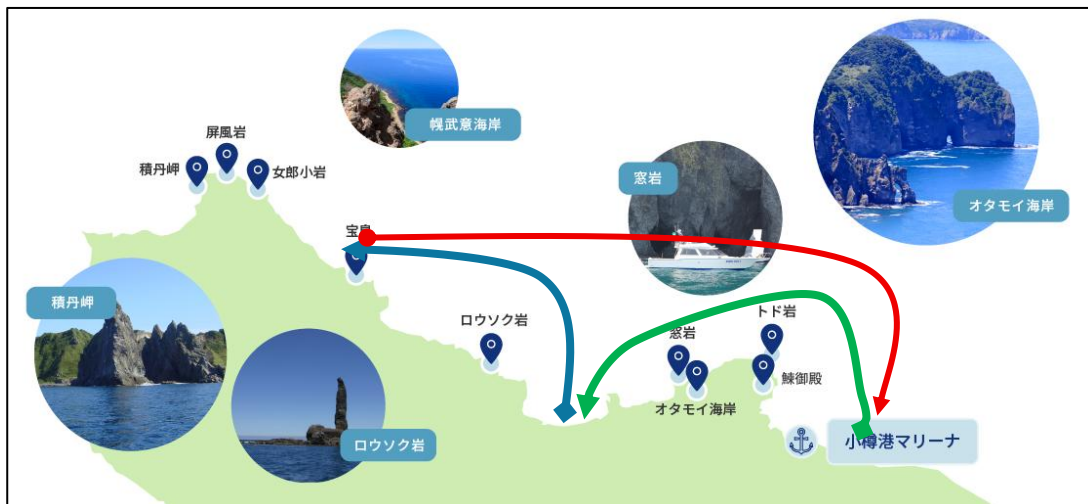 幌武意海岸
屏風岩
積丹岬
女郎小岩
窓岩
オタモイ海岸
宝島
積丹岬
ロウソク岩
トド岩
窓岩
鰊御殿
オタモイ海岸
ロウソク岩
小樽港マリーナ